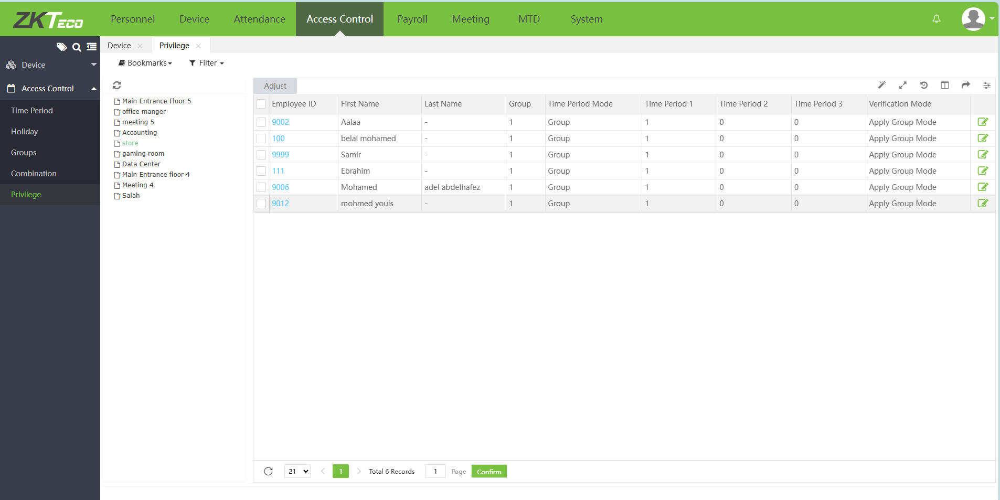 ZKTeco Personnel Device Attendance Access Control Payroll Meeting MTD System
Device Privilege
Bookmarks Filter
Device
Access Control
Time Period
Holiday
Groups
Combination
Privilege
Main Entrance Floor 5
office manger
meeting 5
Accounting
store
gaming room
Data Center
Main Entrance floor 4
Meeting 4
Salah
Adjust
Employee ID First Name Last Name Group Time Period Mode Time Period 1 Time Period 2 Time Period 3 Verification Mode
9002 Aalaa - 1 Group 1 0 0 Apply Group Mode
100 belal mohamed - 1 Group 1 0 0 Apply Group Mode
9999 Samir - 1 Group 1 0 0 Apply Group Mode
111 Ebrahim - 1 Group 1 0 0 Apply Group Mode
9006 Mohamed adel abdelhafez 1 Group 1 0 0 Apply Group Mode
9012 mohmed youis - 1 Group 1 0 0 Apply Group Mode
21 1 Total 6 Records 1 Page Confirm